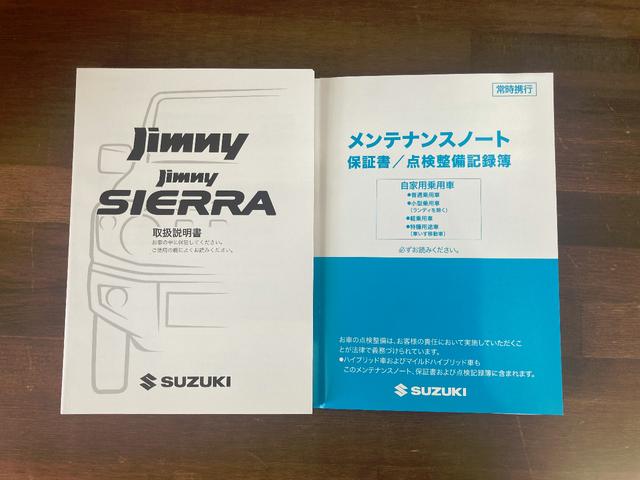 Jimny
Jimny
SIERRA
取扱説明書
お車の中に保管してください。
ご使用の前によくお読みください。
SUZUKI
常時携行
メンテナンスノート
保証書／点検整備記録簿
自家用乗用車
●普通乗用車
●小型乗用車
(ランディを除く)
●軽乗用車
●特種用途車
(車いす移動車)
必ずお読みください。
お車の点検整備は、お客様の責任において実施していただくこ
とが法律で義務づけられています。
●ハイブリッド車およびマイルドハイブリッド車も
このメンテナンスノート、保証書および点検記録簿に含まれます。
SUZUKI